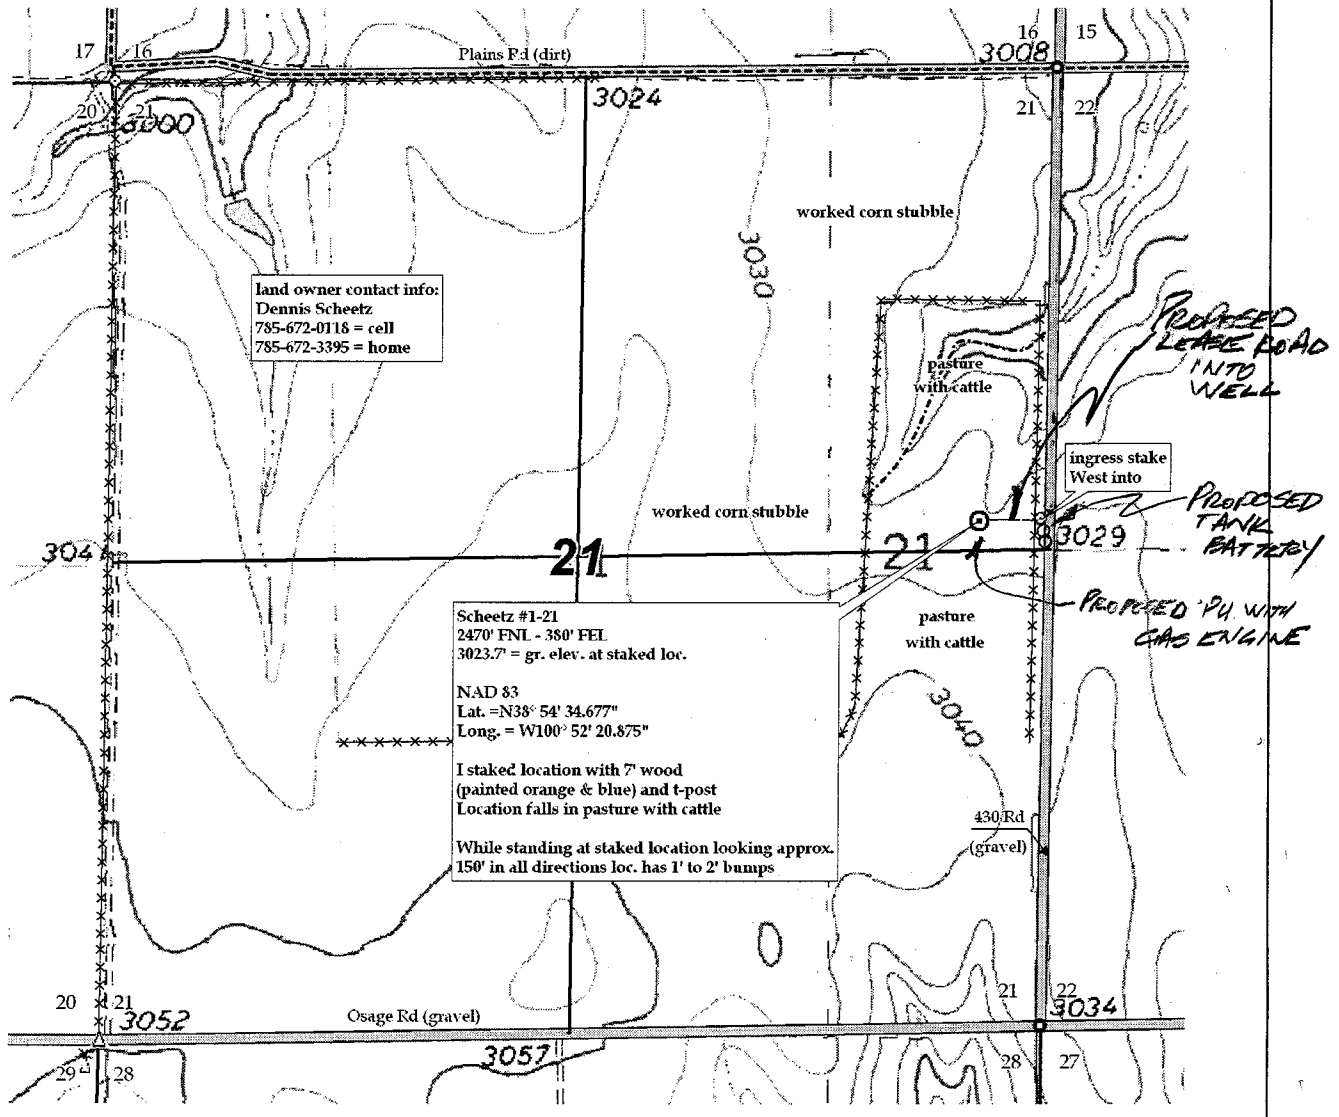 17 16
Plains Rd (dirt)
16 15
3008
20 21
3000
3024
21 22
worked corn stubble
3030
land owner contact info:
Dennis Scheetz
785-672-0118 = cell
785-672-3395 = home
PROPOSED
LEASE ROAD
INTO
WELL
pasture
with cattle
ingress stake
West into
worked corn stubble
PROPOSED
TANK
BATTERY
304
21
21
3029
Scheetz #1-21
2470' FNL - 380' FEL
3023.7' = gr. elev. at staked loc.
NAD 83
Lat. =N38° 54' 34.677"
Long. = W100° 52' 20.875"
I staked location with 7' wood
(painted orange & blue) and t-post
Location falls in pasture with cattle
While standing at staked location looking approx.
150' in all directions loc. has 1' to 2' bumps
PROPOSED P.U. WITH
GAS ENGINE
pasture
with cattle
3040
430 Rd
(gravel)
20 21
3052
Osage Rd (gravel)
21 22
3034
3057
29 28
28 27